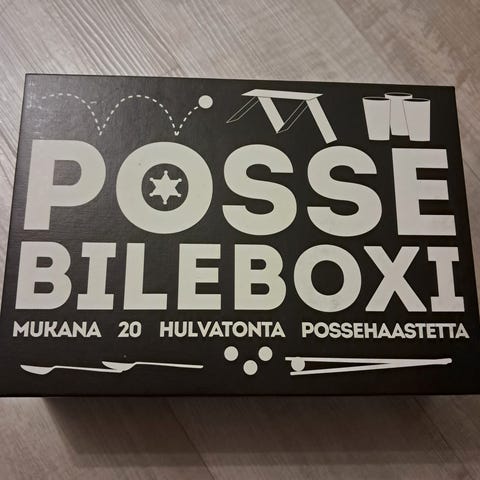 POSSE
BILEBOXI
MUKANA 20 HULVATONTA POSSEHAASTETTA